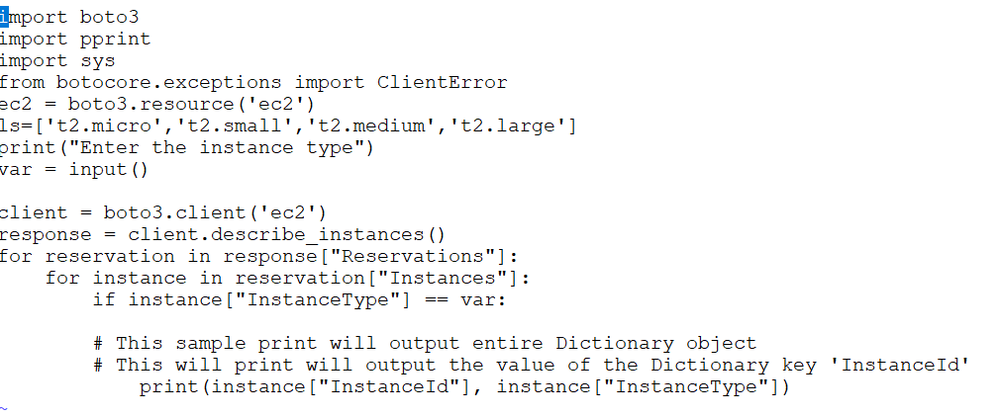 import boto3
import pprint
import sys
from botocore.exceptions import ClientError
ec2 = boto3.resource('ec2')
ls=['t2.micro','t2.small','t2.medium','t2.large']
print("Enter the instance type")
var = input()

client = boto3.client('ec2')
response = client.describe_instances()
for reservation in response["Reservations"]:
    for instance in reservation["Instances"]:
        if instance["InstanceType"] == var:

        # This sample print will output entire Dictionary object
        # This will print will output the value of the Dictionary key 'InstanceId'
            print(instance["InstanceId"], instance["InstanceType"])
~